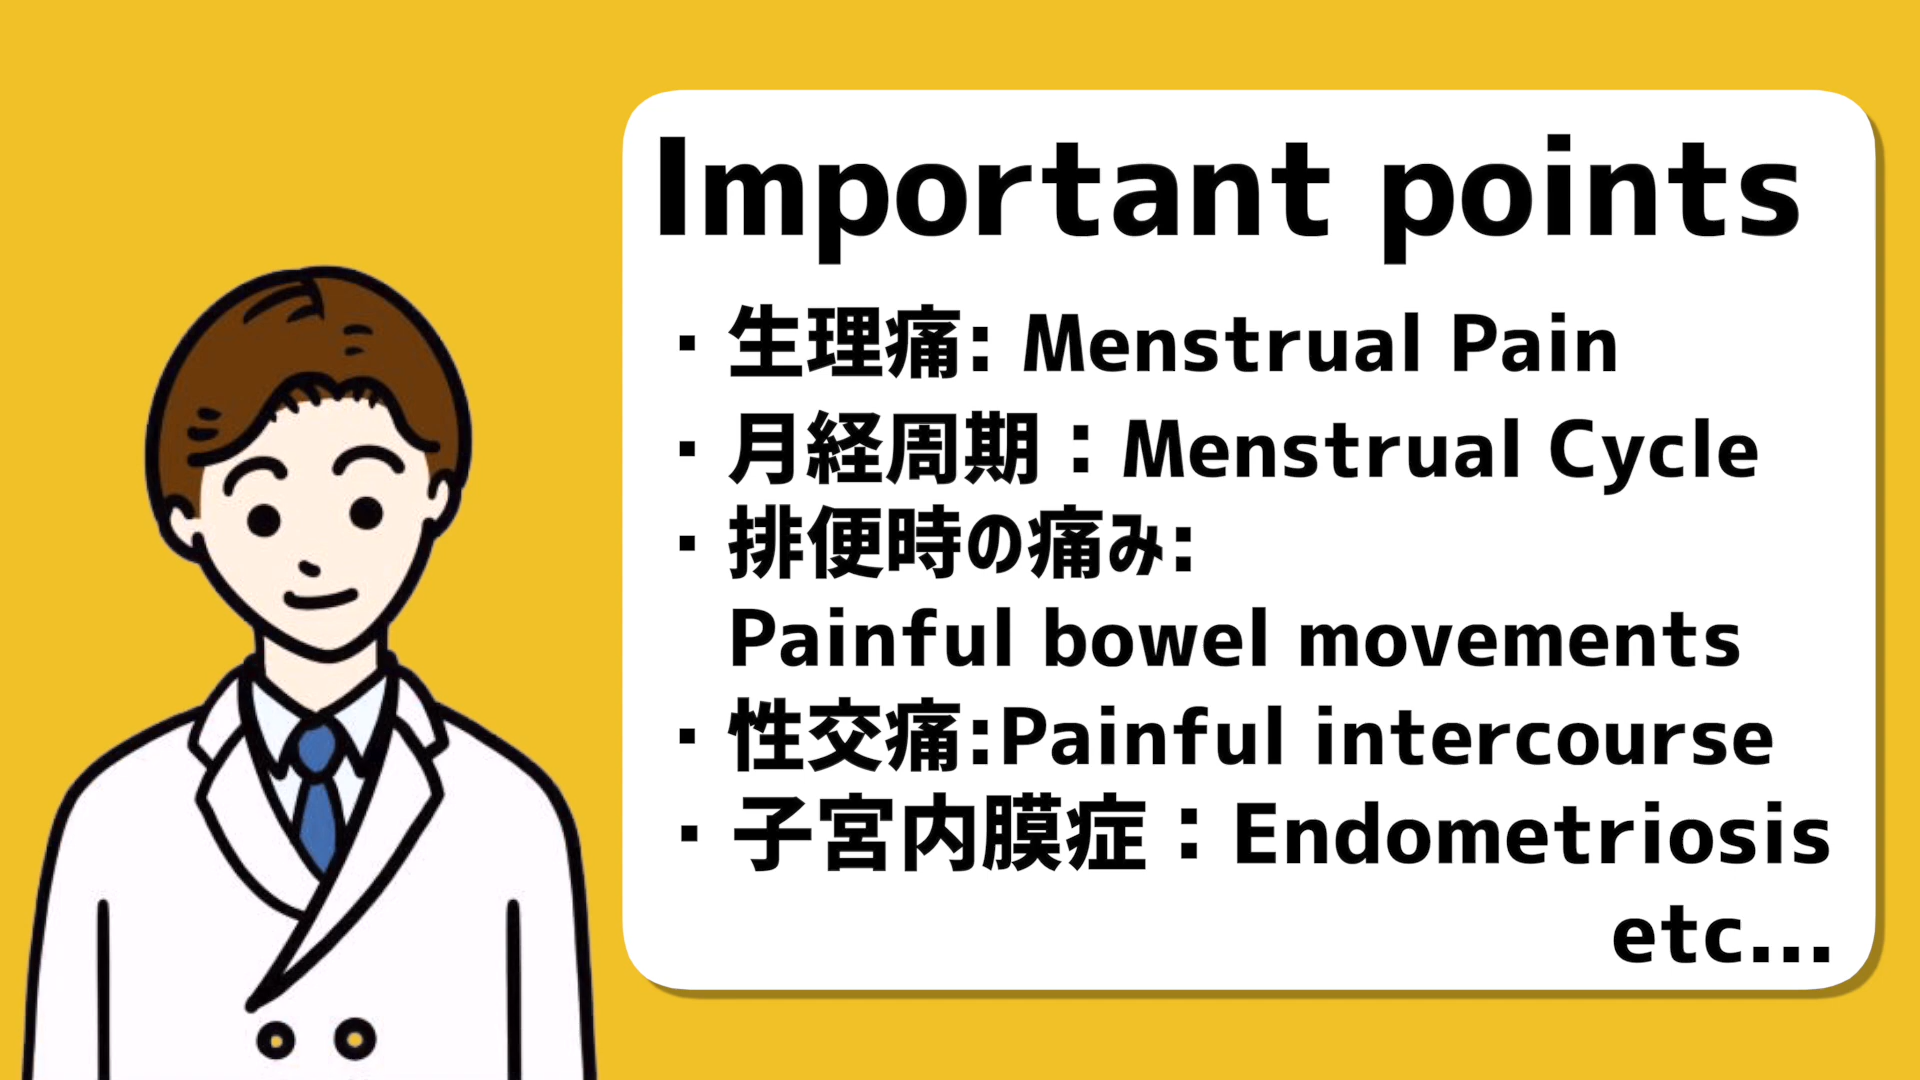 Important points
・生理痛: Menstrual Pain
・月経周期：Menstrual Cycle
・排便時の痛み:
Painful bowel movements
・性交痛:Painful intercourse
・子宮内膜症：Endometriosis
etc...